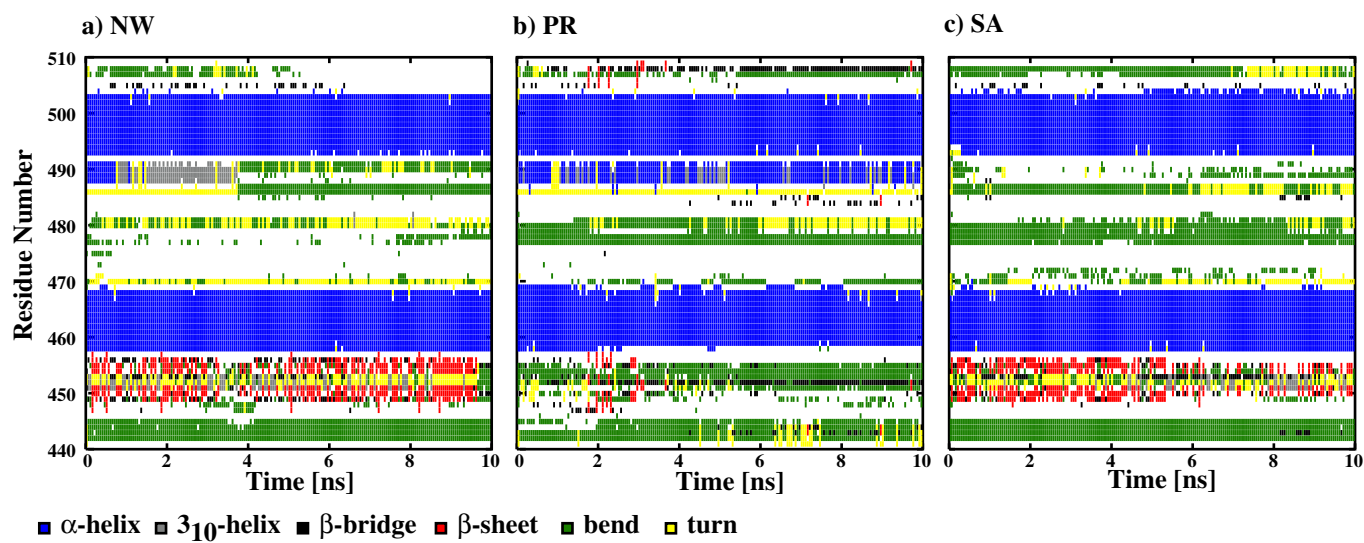 a) NW
b) PR
c) SA
Residue Number
510
500
490
480
470
460
450
440
0 2 4 6 8 10
0 2 4 6 8 10
0 2 4 6 8 10
Time [ns]
Time [ns]
Time [ns]
α-helix 3₁₀-helix β-bridge β-sheet bend turn